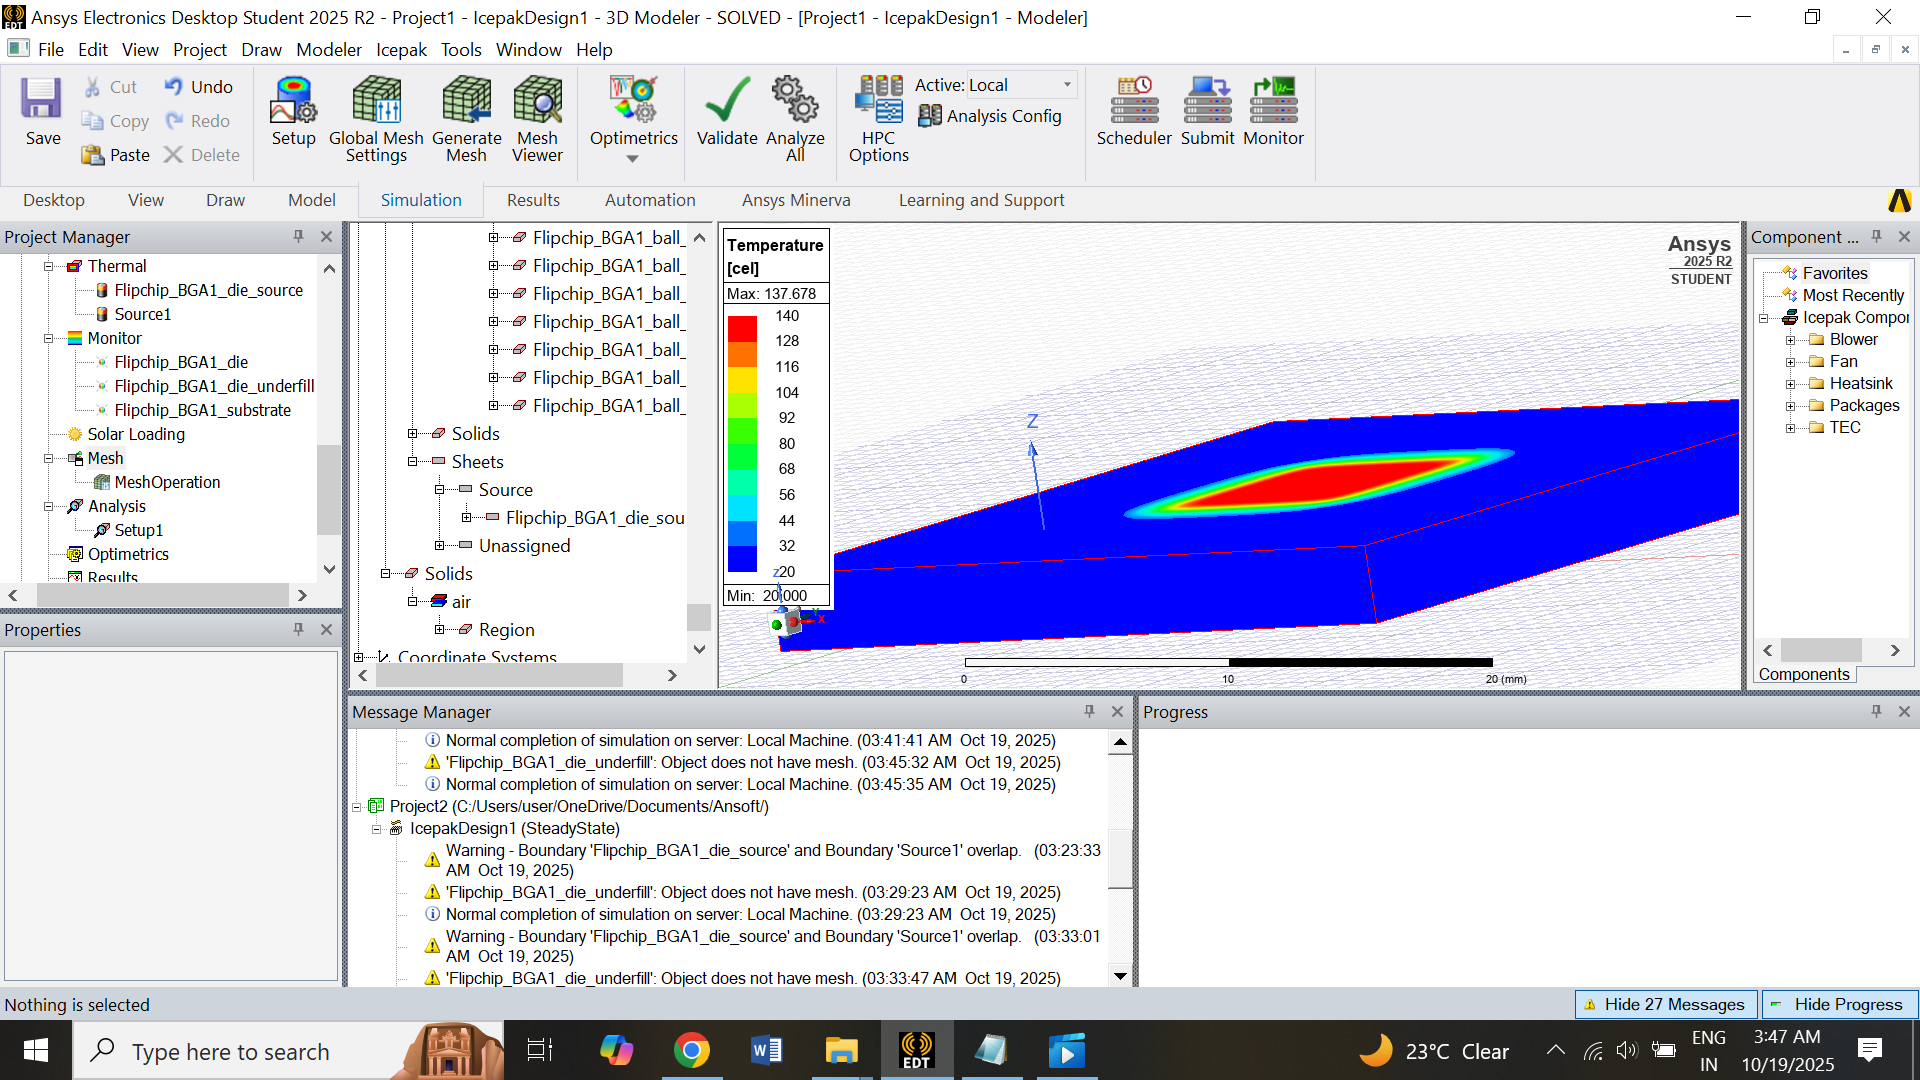 Ansys Electronics Desktop Student 2025 R2 - Project1 - IcepakDesign1 - 3D Modeler - SOLVED - [Project1 - IcepakDesign1 - Modeler]
File Edit View Project Draw Modeler Icepak Tools Window Help
Save
Cut
Copy
Paste
Undo
Redo
Delete
Setup
Global Mesh Settings
Generate Mesh
Mesh Viewer
Optimetrics
Validate
Analyze All
HPC Options
Active: Local
Analysis Config
Scheduler
Submit
Monitor
Desktop View Draw Model Simulation Results Automation Ansys Minerva Learning and Support
Project Manager
Thermal
Flipchip_BGA1_die_source
Source1
Monitor
Flipchip_BGA1_die
Flipchip_BGA1_die_underfill
Flipchip_BGA1_substrate
Solar Loading
Mesh
MeshOperation
Analysis
Setup1
Optimetrics
Results
Properties
Flipchip_BGA1_ball_
Flipchip_BGA1_ball_
Flipchip_BGA1_ball_
Flipchip_BGA1_ball_
Flipchip_BGA1_ball_
Flipchip_BGA1_ball_
Flipchip_BGA1_ball_
Solids
Sheets
Source
Flipchip_BGA1_die_sou
Unassigned
Solids
air
Region
Coordinate Systems
Temperature
[cel]
Max: 137.678
140
128
116
104
92
80
68
56
44
32
20
Min: 20.000
Z
Z
X
Ansys
2025 R2
STUDENT
0 10 20 (mm)
Component ...
Favorites
Most Recently
Icepak Compor
Blower
Fan
Heatsink
Packages
TEC
Components
Message Manager
Normal completion of simulation on server: Local Machine. (03:41:41 AM Oct 19, 2025)
'Flipchip_BGA1_die_underfill': Object does not have mesh. (03:45:32 AM Oct 19, 2025)
Normal completion of simulation on server: Local Machine. (03:45:35 AM Oct 19, 2025)
Project2 (C:/Users/user/OneDrive/Documents/Ansoft/)
IcepakDesign1 (SteadyState)
Warning - Boundary 'Flipchip_BGA1_die_source' and Boundary 'Source1' overlap. (03:23:33
AM Oct 19, 2025)
'Flipchip_BGA1_die_underfill': Object does not have mesh. (03:29:23 AM Oct 19, 2025)
Normal completion of simulation on server: Local Machine. (03:29:23 AM Oct 19, 2025)
Warning - Boundary 'Flipchip_BGA1_die_source' and Boundary 'Source1' overlap. (03:33:01
AM Oct 19, 2025)
'Flipchip_BGA1_die_underfill': Object does not have mesh. (03:33:47 AM Oct 19, 2025)
Progress
Nothing is selected
Hide 27 Messages
Hide Progress
Type here to search
EDT
23°C Clear
ENG
IN
3:47 AM
10/19/2025